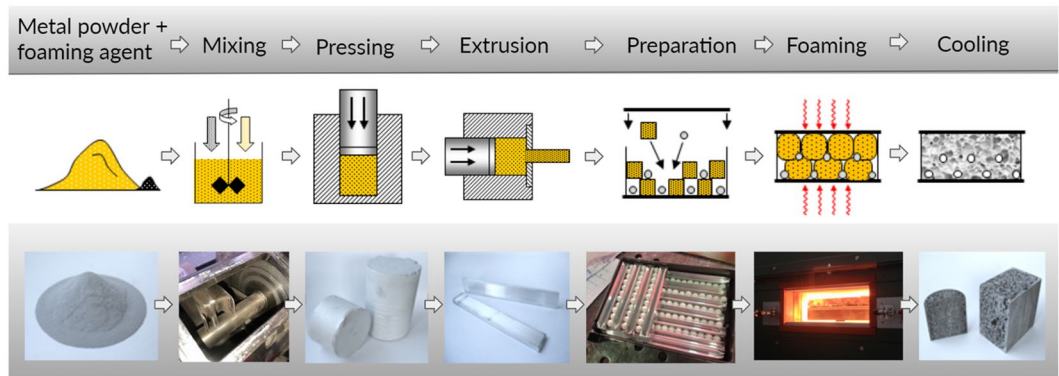 Metal powder +
foaming agent
Mixing
Pressing
Extrusion
Preparation
Foaming
Cooling